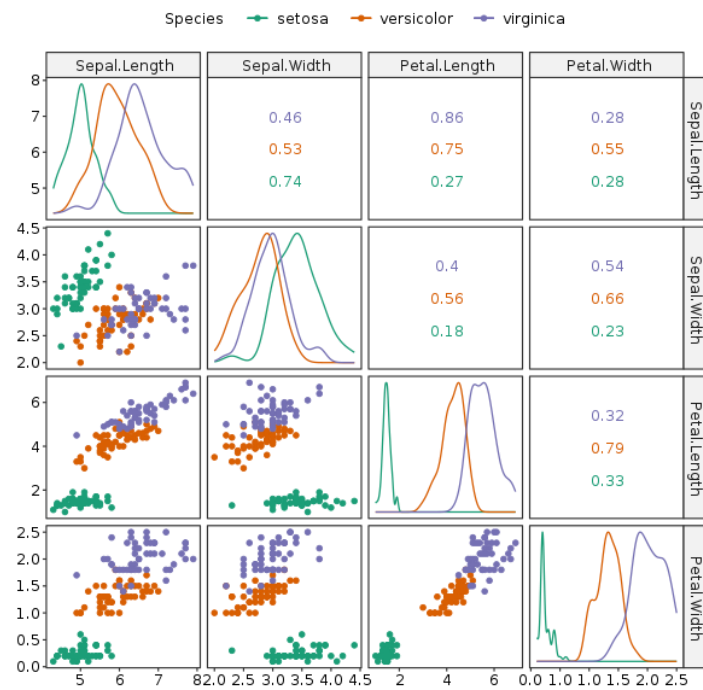 Species setosa versicolor virginica
Sepal.Length Sepal.Width Petal.Length Petal.Width
8
7
6
5
0.46 0.86 0.28
0.53 0.75 0.55
0.74 0.27 0.28
Sepal.Length
4.5
4.0
3.5
3.0
2.5
2.0
0.4 0.54
0.56 0.66
0.18 0.23
Sepal.Width
6
4
2
0.32
0.79
0.33
Petal.Length
2.5
2.0
1.5
1.0
0.5
0.0
Petal.Width
5 6 7 8 2.0 2.5 3.0 3.5 4.0 4.5 2 4 6 0.0 0.5 1.0 1.5 2.0 2.5